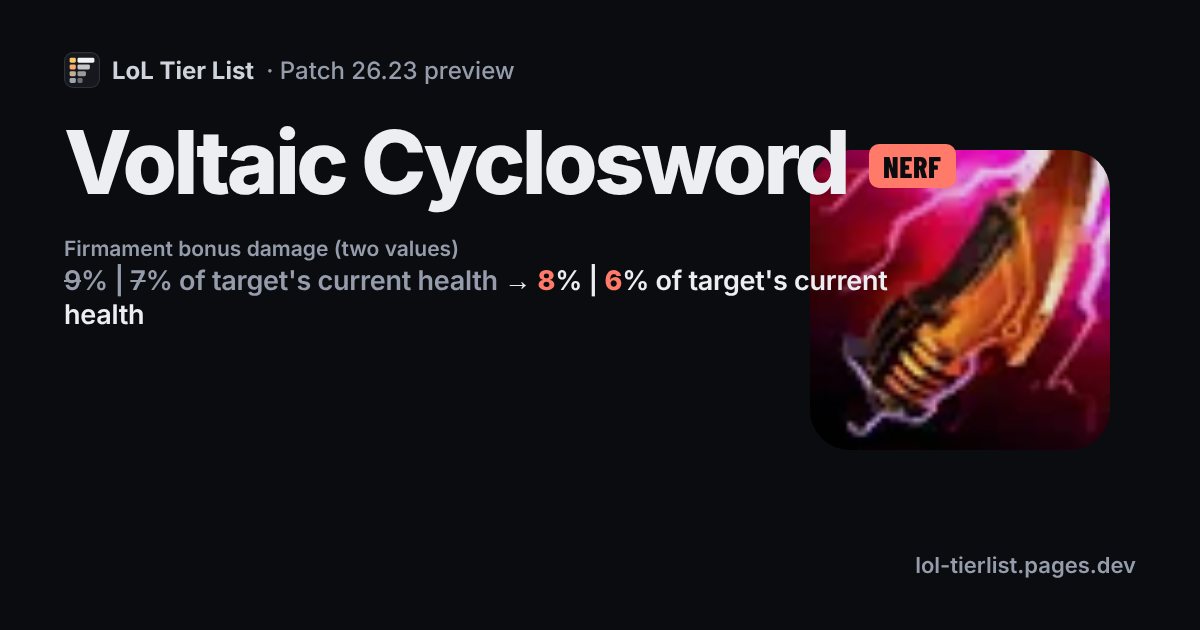 LoL Tier List · Patch 26.23 preview
Voltaic Cyclosword NERF
Firmament bonus damage (two values)
9% | 7% of target's current health → 8% | 6% of target's current
health
lol-tierlist.pages.dev